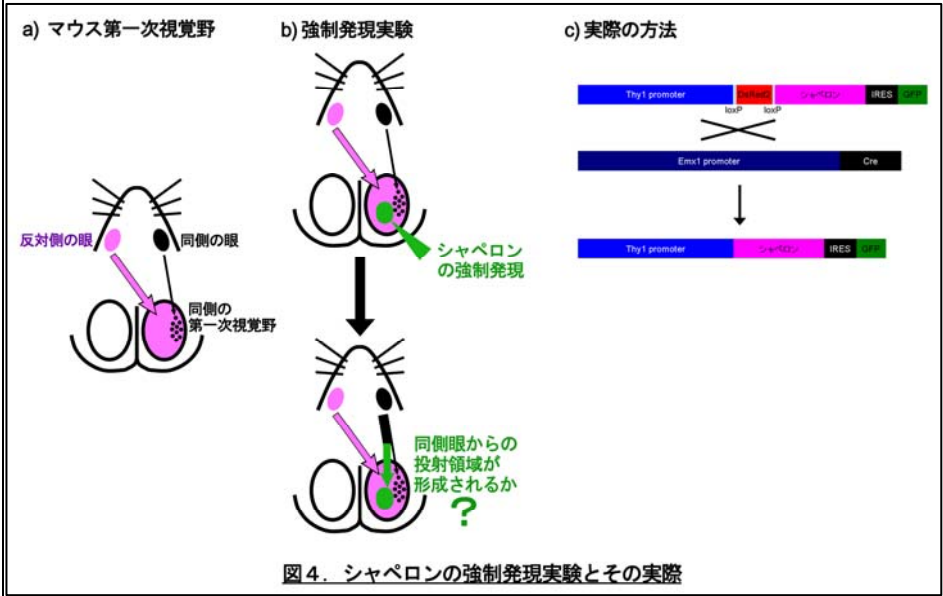 a) マウス第一次視覚野
b) 強制発現実験
c) 実際の方法
反対側の眼
同側の眼
同側の
第一次視覚野
シャペロン
の強制発現
同側眼からの
投射領域が
形成されるか
?
Thy1 promoter
DsRed2
シャペロン
IRES
GFP
loxP
loxP
Emx1 promoter
Cre
Thy1 promoter
シャペロン
IRES
GFP
図４．シャペロンの強制発現実験とその実際